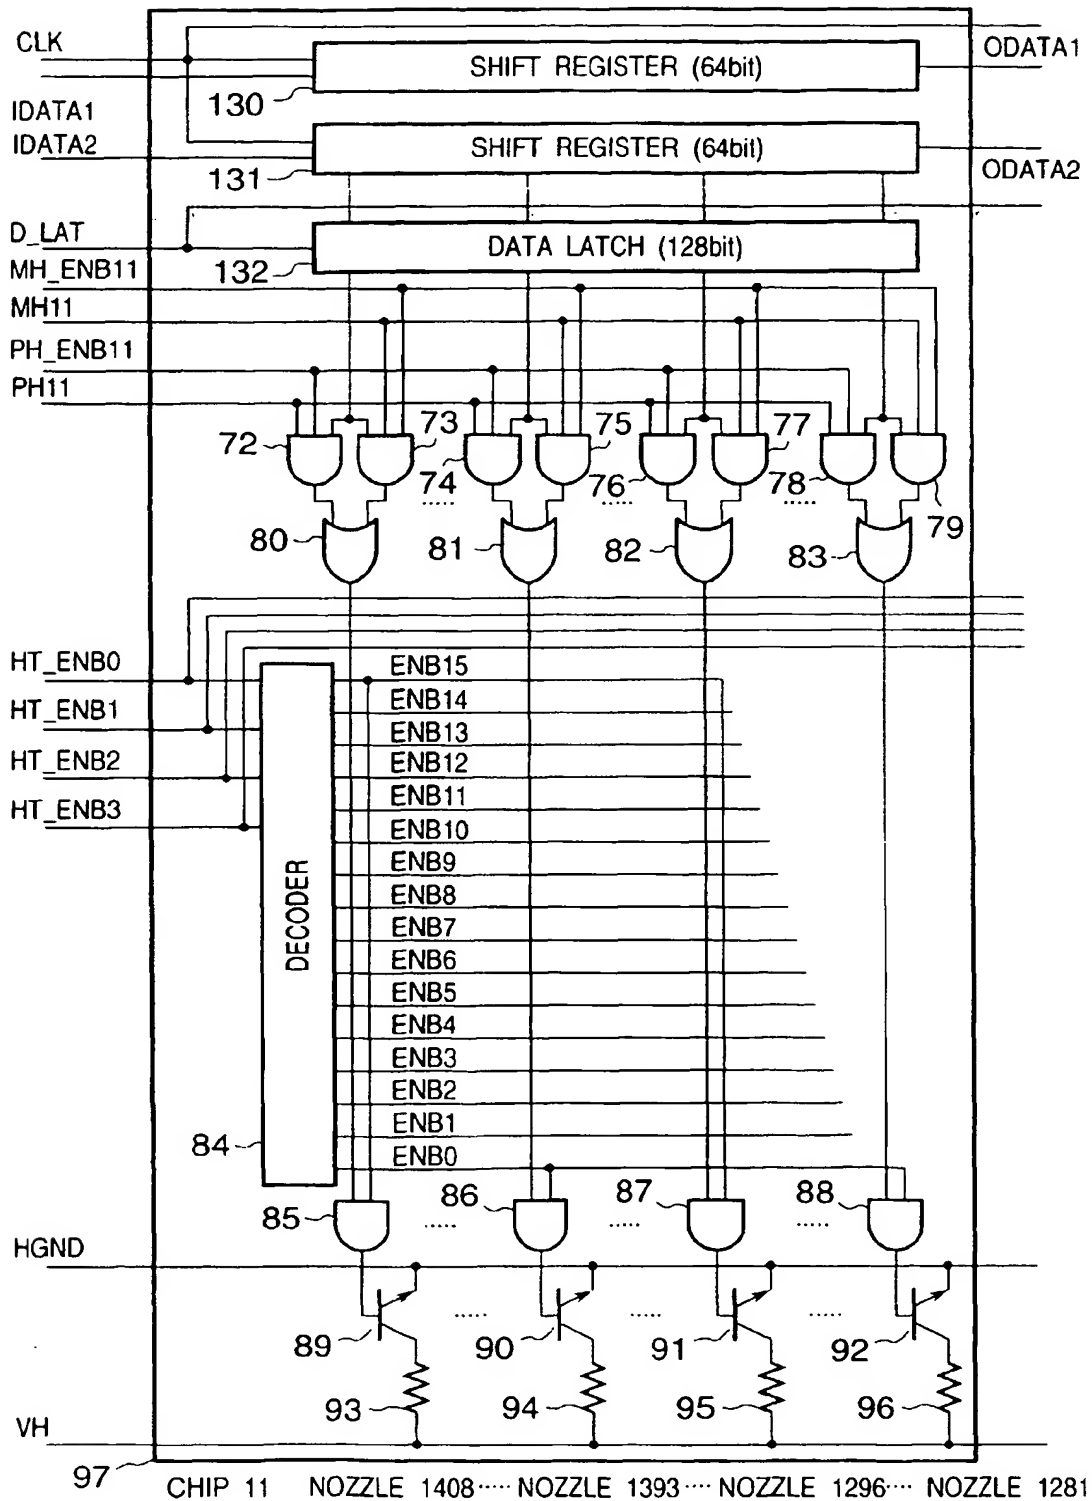 CLK
ODATA1
SHIFT REGISTER (64bit)
130
IDATA1
IDATA2
SHIFT REGISTER (64bit)
131
ODATA2
D_LAT
DATA LATCH (128bit)
132
MH_ENB11
MH11
PH_ENB11
PH11
72
73
74
75
76
77
78
79
80
81
82
83
HT_ENB0
HT_ENB1
HT_ENB2
HT_ENB3
DECODER
84
ENB15
ENB14
ENB13
ENB12
ENB11
ENB10
ENB9
ENB8
ENB7
ENB6
ENB5
ENB4
ENB3
ENB2
ENB1
ENB0
85
86
87
88
HGND
89
90
91
92
93
94
95
96
VH
97
CHIP 11 NOZZLE 1408 ····· NOZZLE 1393 ···· NOZZLE 1296 ···· NOZZLE 1281